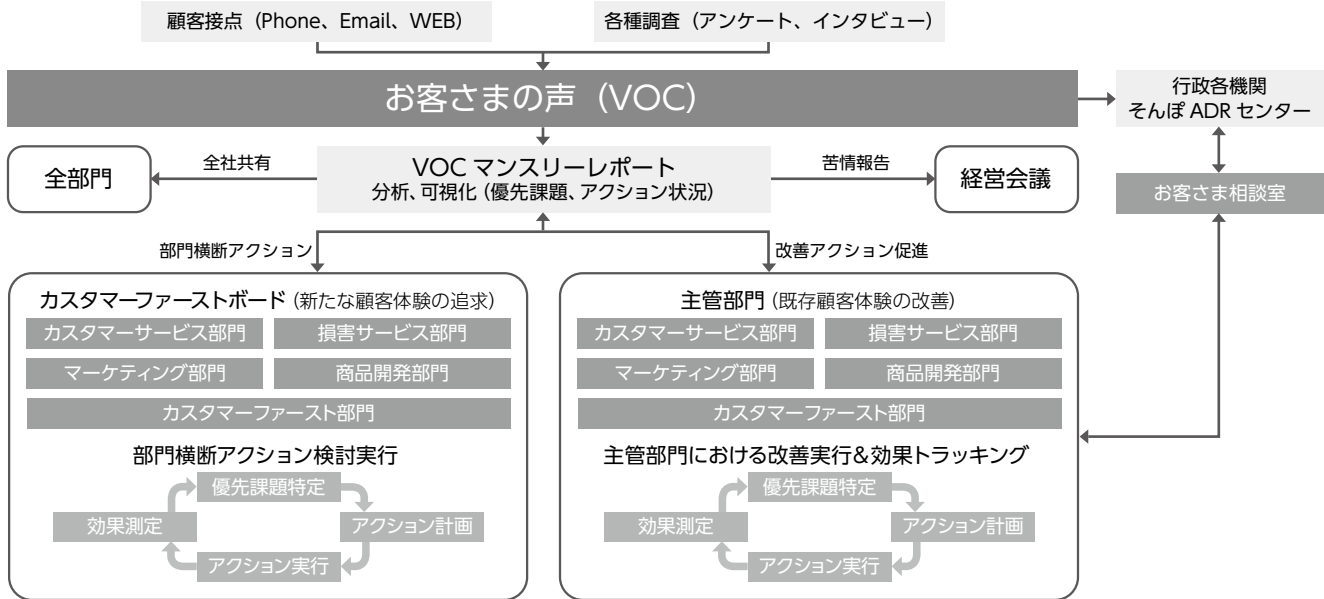 顧客接点（Phone、Email、WEB）
各種調査（アンケート、インタビュー）
お客さまの声（VOC）
行政各機関
そんぽ ADR センター
全部門
全社共有
VOC マンスリーレポート
分析、可視化（優先課題、アクション状況）
苦情報告
経営会議
お客さま相談室
部門横断アクション
改善アクション促進
カスタマーファーストボード（新たな顧客体験の追求）
カスタマーサービス部門
損害サービス部門
マーケティング部門
商品開発部門
カスタマーファースト部門
部門横断アクション検討実行
優先課題特定
効果測定
アクション計画
アクション実行
主管部門（既存顧客体験の改善）
カスタマーサービス部門
損害サービス部門
マーケティング部門
商品開発部門
カスタマーファースト部門
主管部門における改善実行&効果トラッキング
優先課題特定
効果測定
アクション計画
アクション実行